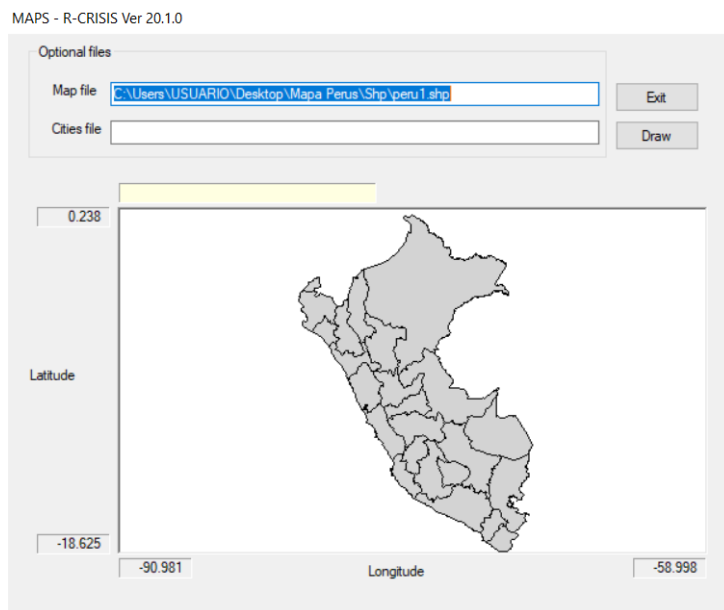 MAPS - R-CRISIS Ver 20.1.0
Optional files
Map file C:\Users\USUARIO\Desktop\Mapa Perus\Shp\peru1.shp Exit
Cities file Draw
0.238
Latitude
-18.625
-90.981 Longitude -58.998